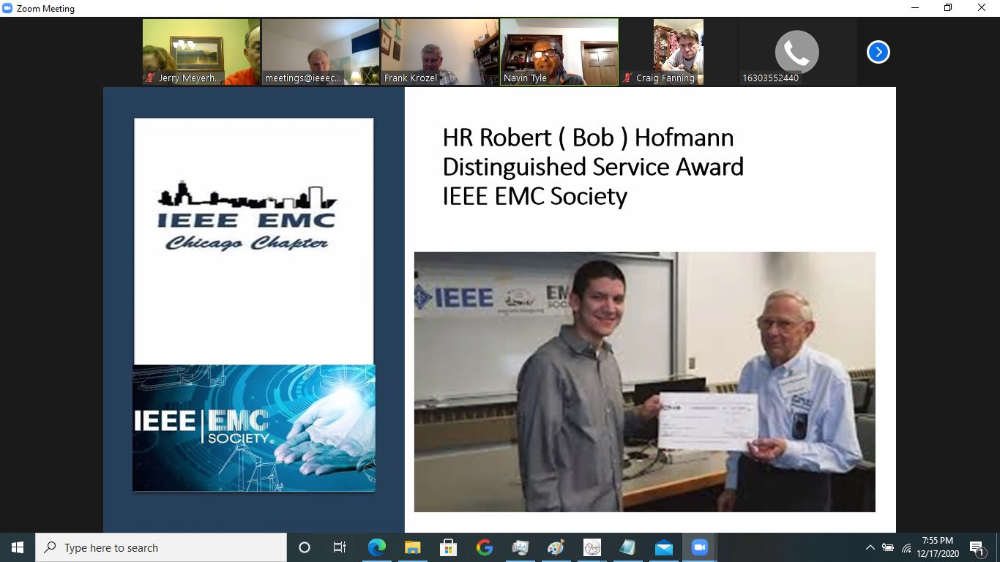 Zoom Meeting
Jerry Meyerh...
meetings@ieeec...
Frank Krozel
Navin Tyle
Craig Fanning
16303552440
IEEE EMC
Chicago Chapter
IEEE EMC
SOCIETY®
HR Robert ( Bob ) Hofmann
Distinguished Service Award
IEEE EMC Society
IEEE
Type here to search
7:55 PM
12/17/2020
1